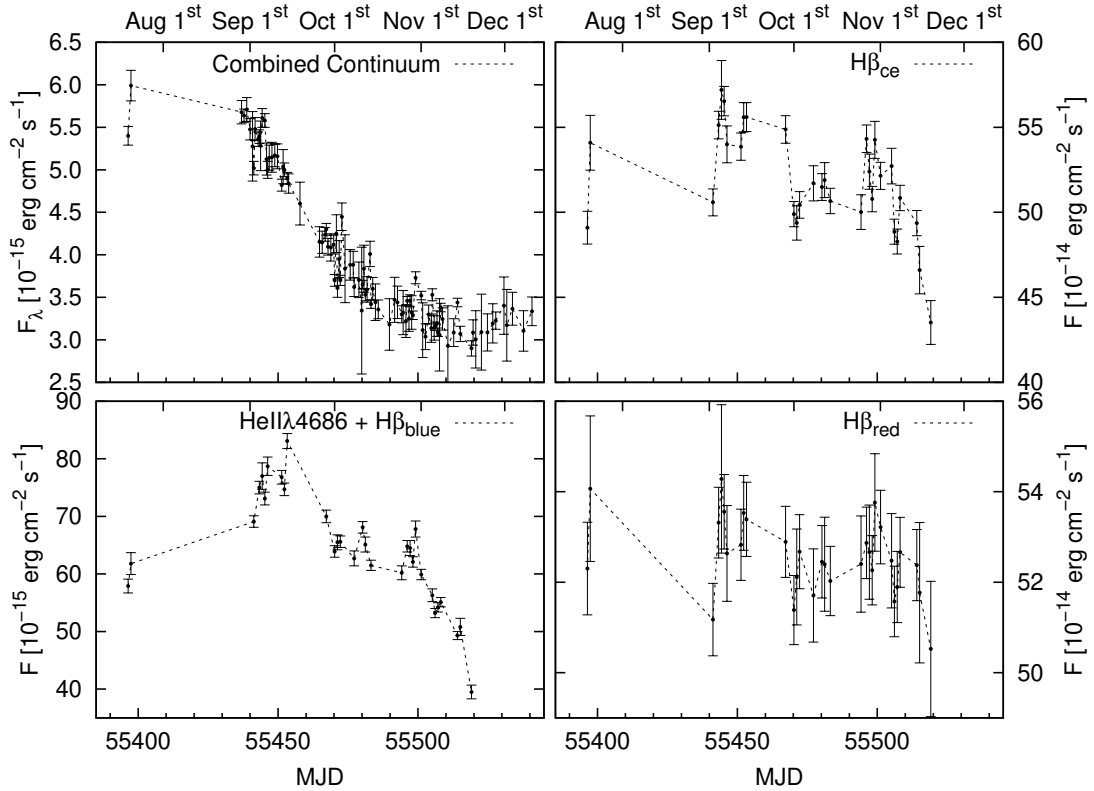 Aug 1st Sep 1st Oct 1st Nov 1st Dec 1st Aug 1st Sep 1st Oct 1st Nov 1st Dec 1st
Combined Continuum
Fλ [10−15 erg cm−2 s−1]
6.5
6.0
5.5
5.0
4.5
4.0
3.5
3.0
2.5
Hβce
60
55
50
45
40
F [10−14 erg cm−2 s−1]
HeIIλ4686 + Hβblue
F [10−15 erg cm−2 s−1]
90
80
70
60
50
40
55400 55450 55500
MJD
Hβred
56
54
52
50
F [10−14 erg cm−2 s−1]
55400 55450 55500
MJD